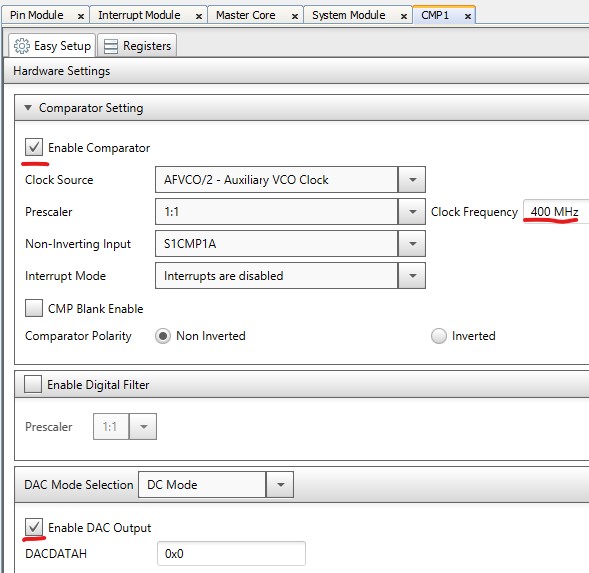 Pin Module x Interrupt Module x Master Core x System Module x CMP1 x
Easy Setup Registers
Hardware Settings
Comparator Setting
Enable Comparator
Clock Source AFVCO/2 - Auxiliary VCO Clock
Prescaler 1:1 Clock Frequency 400 MHz
Non-Inverting Input S1CMP1A
Interrupt Mode Interrupts are disabled
CMP Blank Enable
Comparator Polarity Non Inverted Inverted
Enable Digital Filter
Prescaler 1:1
DAC Mode Selection DC Mode
Enable DAC Output
DACDATAH 0x0